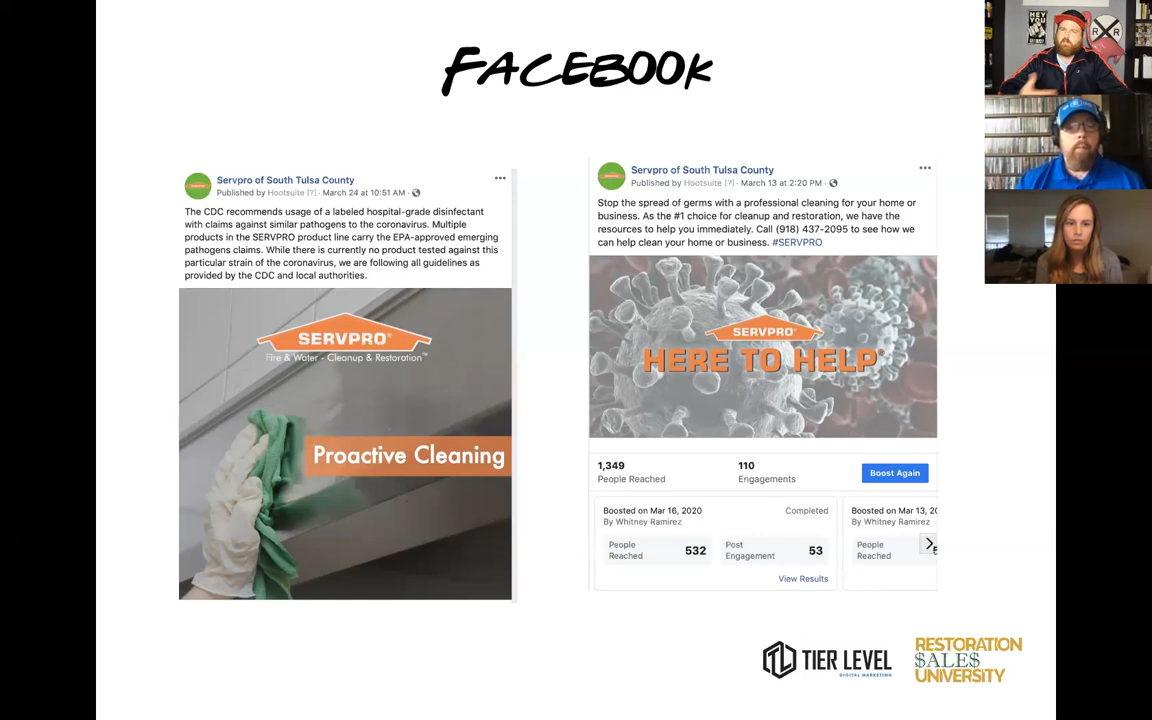 FACEBOOK
Servpro of South Tulsa County
Published by Hootsuite [?] · March 24 at 10:51 AM ·
The CDC recommends usage of a labeled hospital-grade disinfectant
with claims against similar pathogens to the coronavirus. Multiple
products in the SERVPRO product line carry the EPA-approved emerging
pathogens claims. While there is currently no product tested against this
particular strain of the coronavirus, we are following all guidelines as
provided by the CDC and local authorities.
SERVPRO®
Fire & Water - Cleanup & Restoration™
Proactive Cleaning
Servpro of South Tulsa County
Published by Hootsuite [?] · March 13 at 2:20 PM ·
Stop the spread of germs with a professional cleaning for your home or
business. As the #1 choice for cleanup and restoration, we have the
resources to help you immediately. Call (918) 437-2095 to see how we
can help clean your home or business. #SERVPRO
SERVPRO®
HERE TO HELP®
1,349
People Reached
110
Engagements
Boost Again
Boosted on Mar 16, 2020
Completed
By Whitney Ramirez
People
Reached
532
Post
Engagement
53
View Results
Boosted on Mar 13, 20
By Whitney Ramirez
People
Reached
HEY
YOU
R R
TL TIER LEVEL
DIGITAL MARKETING
RESTORATION
$ALE$
UNIVERSITY